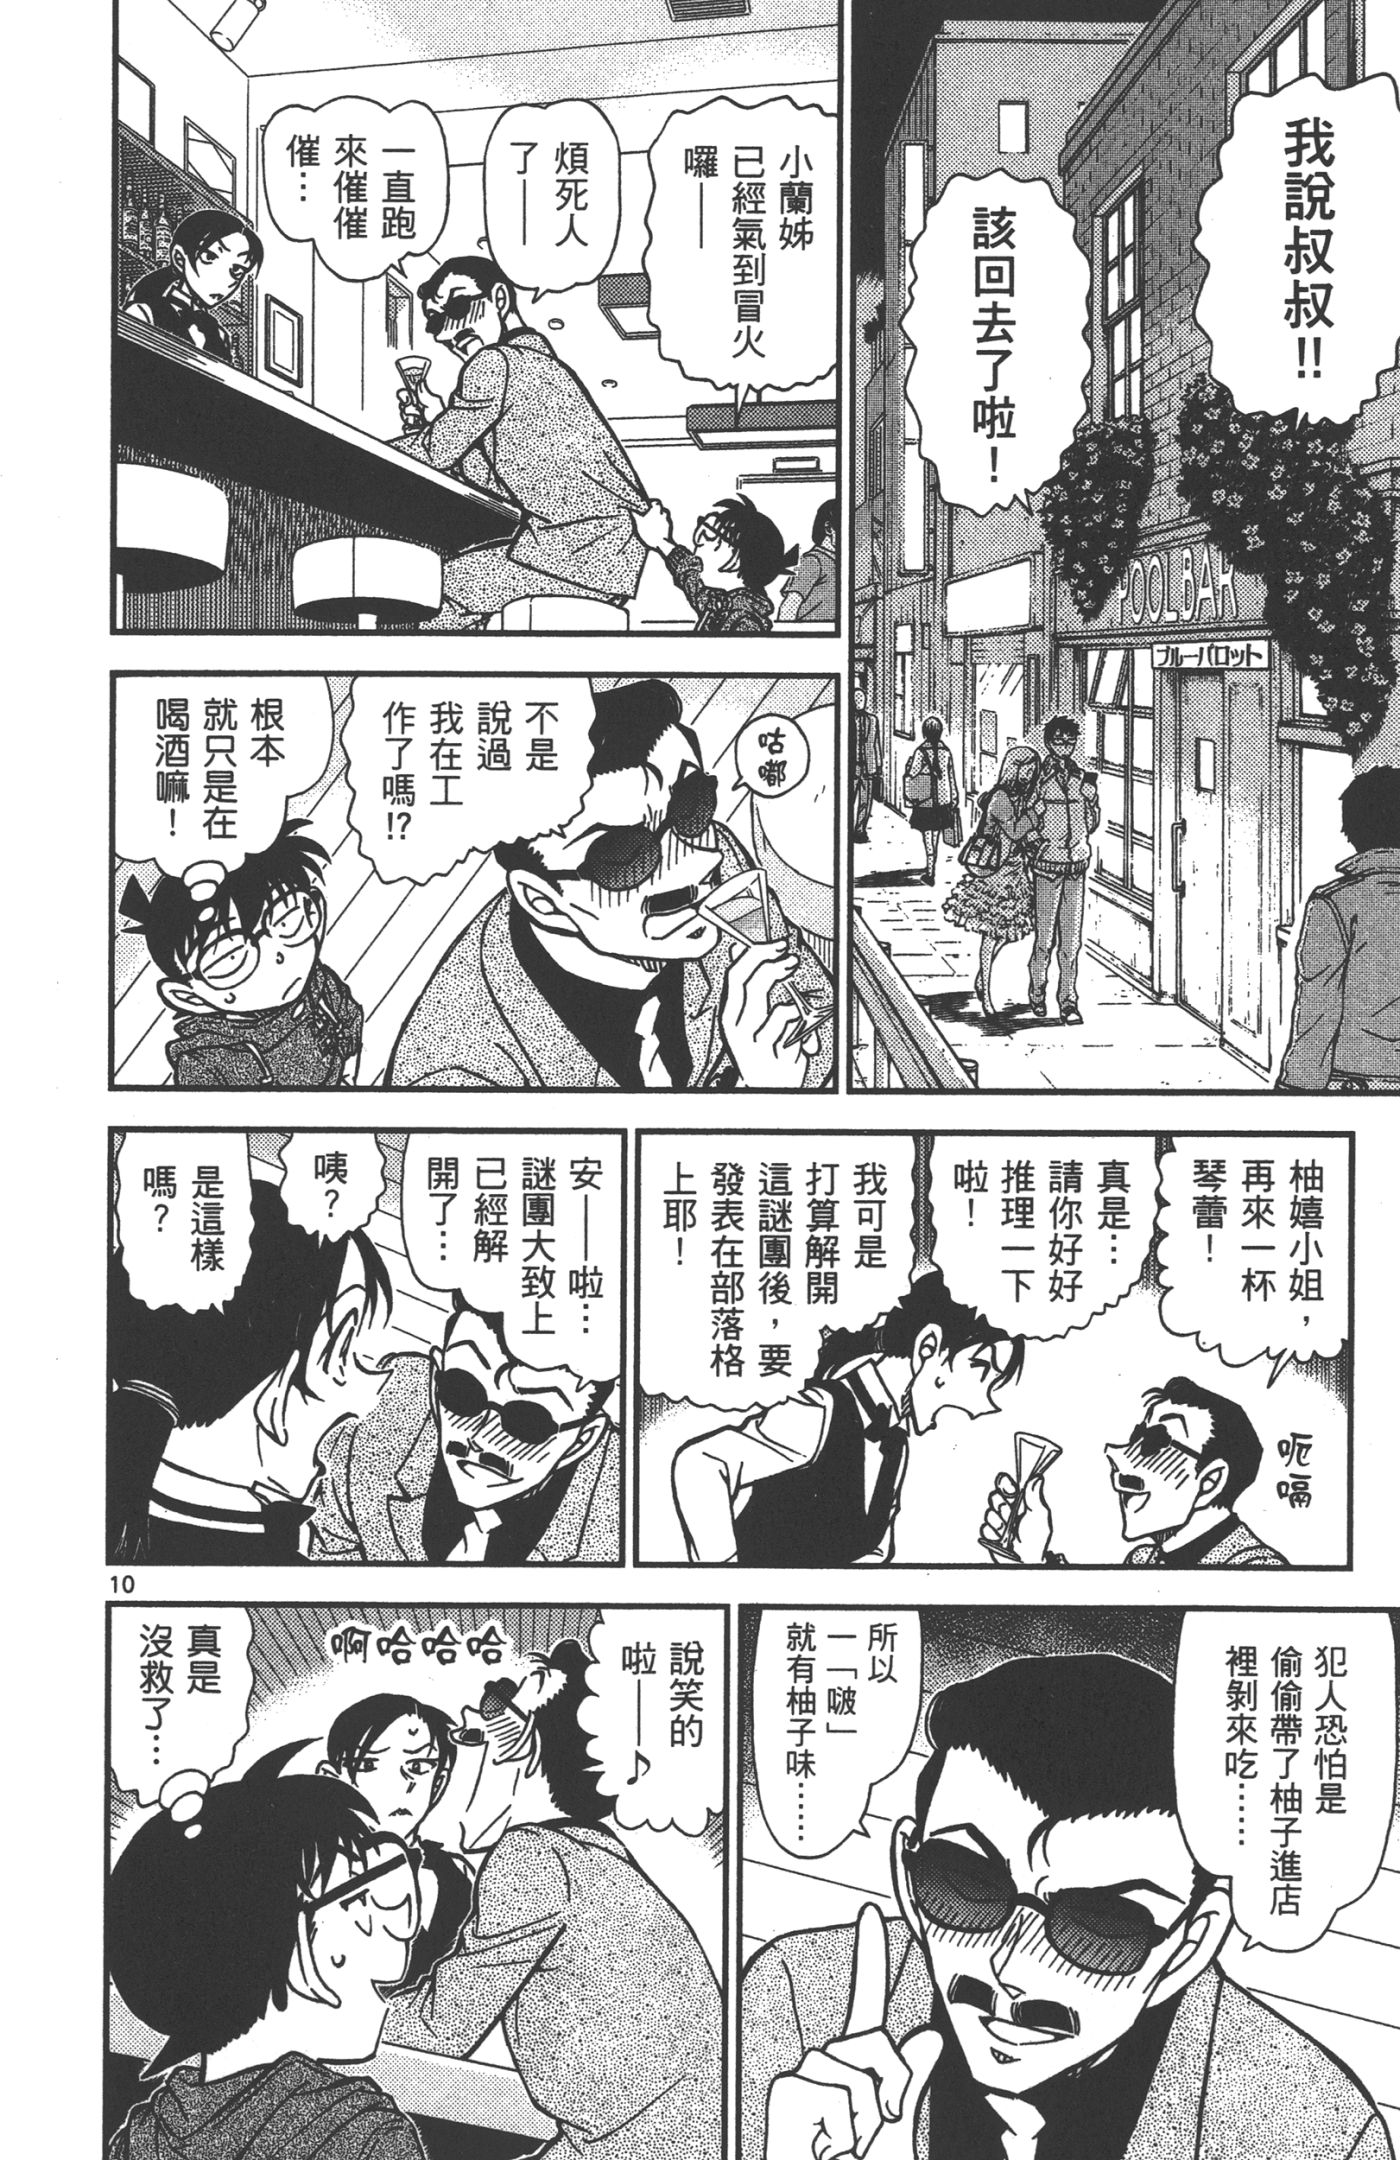 我說叔叔!!
該回去了啦！
POOLBAR
ブルーパロット
小蘭姊
已經氣到冒火
囉——
煩死人
了——
一直跑
來催催
催…
咕嘟
不是
說過
我在工
作了嗎!?
根本
就只是在
喝酒嘛！
柚嬉小姐，
再來一杯
琴蕾！
呃嗝
真是…
請你好好
推理一下
啦！
我可是
打算解開
這謎團後，要
發表在部落格
上耶！
安——啦…
謎團大致上
已經解
開了…
咦？
是這樣
嗎？
犯人恐怕是
偷偷帶了柚子進店
裡剝來吃……
所以
一「啵」
就有柚子味……
說笑的
啦——♪
啊哈哈哈
真是
沒救了…
10